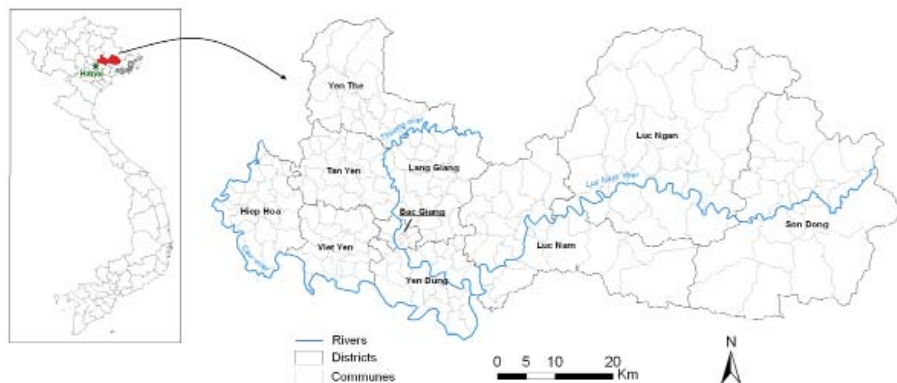 Hanoi
Yen The
Thuong river
Luc Ngan
Tan Yen
Lang Giang
Luc Nam river
Hiep Hoa
Bac Giang
Son Dong
Viet Yen
Luc Nam
Cau river
Yen Dung
Rivers
Districts
Communes
0 5 10 20
Km
N